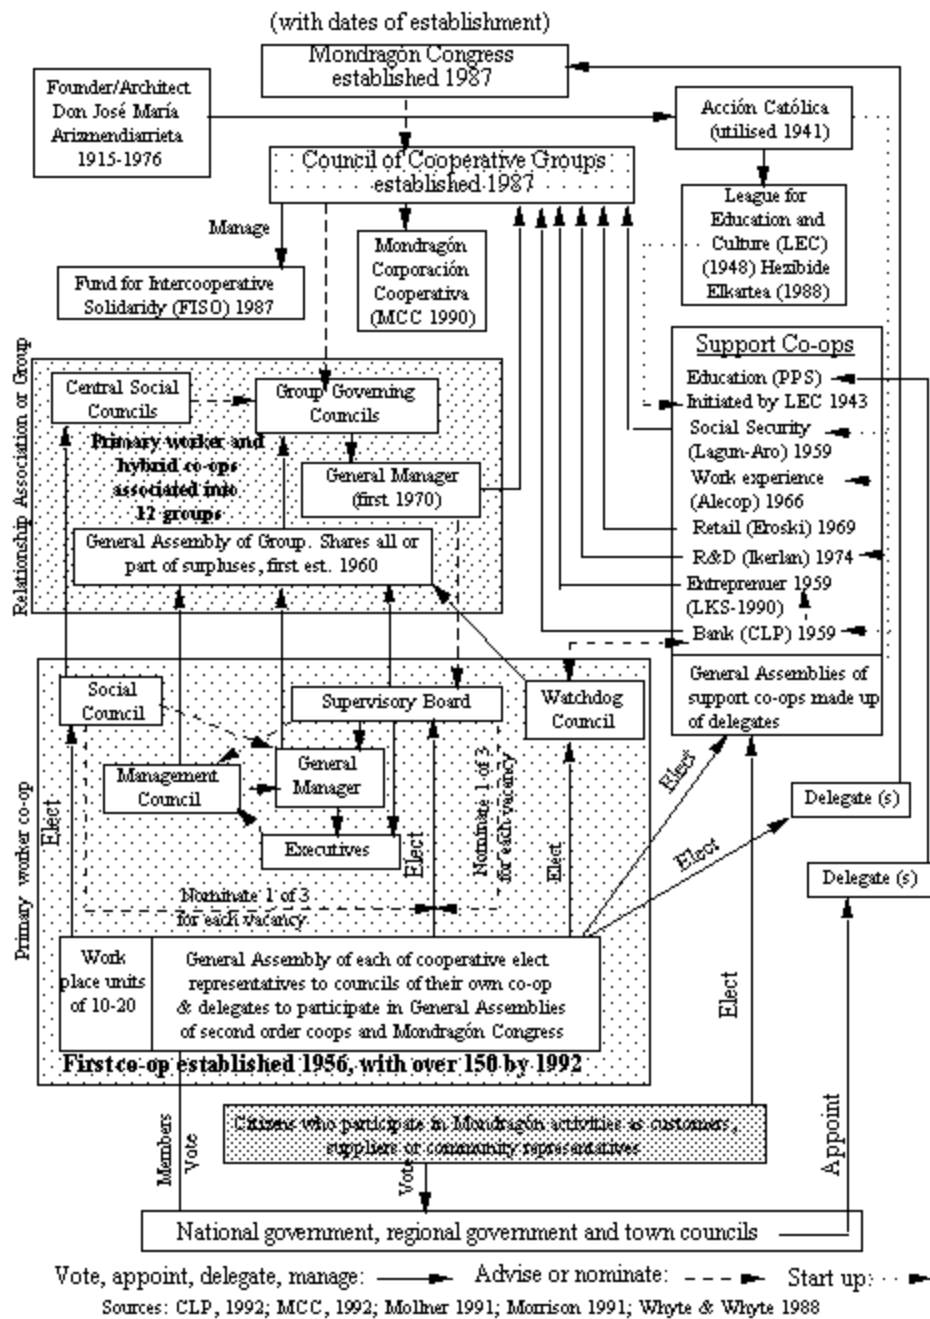 (with dates of establishment)
Mondragón Congress
established 1987
Founder/Architect
Don José María
Arizmendiarrieta
1915-1976
Acción Católica
(utilised 1941)
Council of Cooperative Groups
established 1987
League for
Education and
Culture (LEC)
(1948) Hezibide
Elkartea (1988)
Manage
Mondragón
Corporación
Cooperativa
(MCC 1990)
Fund for Intercooperative
Solidaridy (FISO) 1987
Relationship Association or Group
Central Social
Councils
Group Governing
Councils
Primary worker and
hybrid co-ops
associated into
12 groups
General Manager
(first 1970)
General Assembly of Group. Shares all or
part of surpluses, first est. 1960
Support Co-ops
Education (PPS)
Initiated by LEC 1943
Social Security
(Lagun-Aro) 1959
Work experience
(Alecop) 1966
Retail (Eroski) 1969
R&D (Ikerlan) 1974
Entreprenuer 1959
(LKS-1990)
Bank (CLP) 1959
General Assemblies of
support co-ops made up
of delegates
Primary worker co-op
Social
Council
Supervisory Board
Watchdog
Council
Management
Council
General
Manager
Executives
Elect
Elect
Nominate 1 of 3
for each vacancy
Elect
Elect
Elect
Nominate 1 of 3
for each vacancy
Delegate (s)
Delegate (s)
Work
place units
of 10-20
General Assembly of each of cooperative elect
representatives to councils of their own co-op
& delegates to participate in General Assemblies
of second order coops and Mondragón Congress
First co-op established 1956, with over 150 by 1992
Elect
Members
Vote
Citizens who participate in Mondragón activities as customers,
suppliers or community representatives
Vote
Appoint
National government, regional government and town councils
Vote, appoint, delegate, manage:
Advise or nominate:
Start up:
Sources: CLP, 1992; MCC, 1992; Mollner 1991; Morrison 1991; Whyte & Whyte 1988